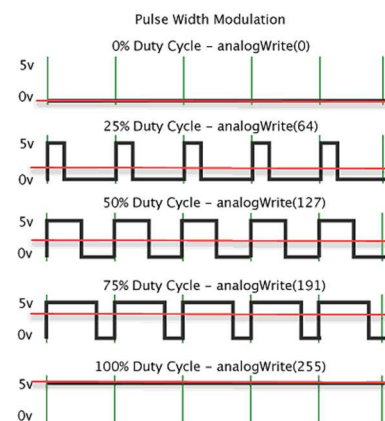 Pulse Width Modulation
0% Duty Cycle – analogWrite(0)
5v
0v
25% Duty Cycle – analogWrite(64)
5v
0v
50% Duty Cycle – analogWrite(127)
5v
0v
75% Duty Cycle – analogWrite(191)
5v
0v
100% Duty Cycle – analogWrite(255)
5v
0v